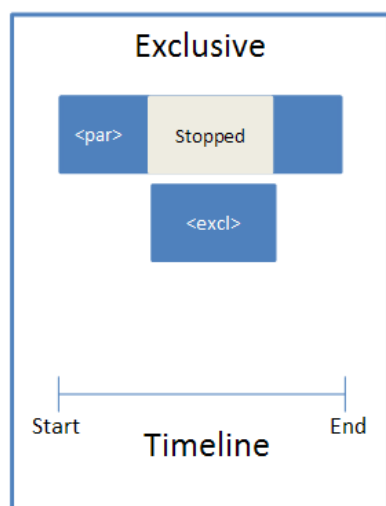 Exclusive
<par>
Stopped
<excl>
Start
End
Timeline